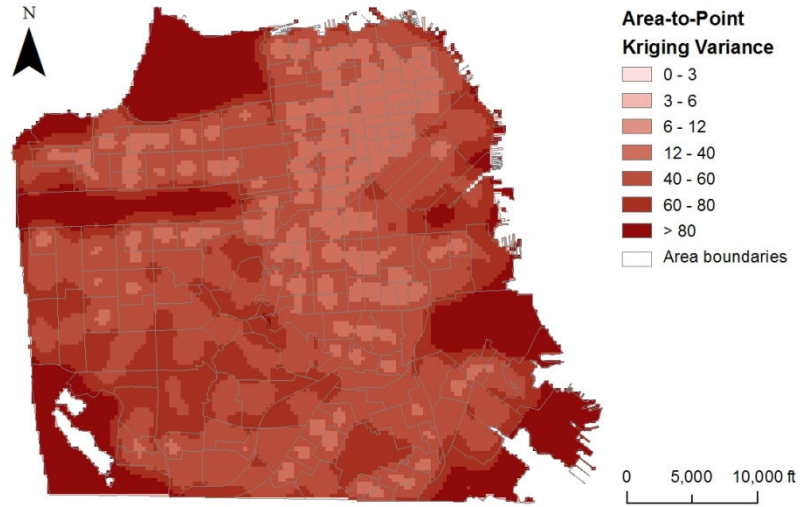 N
Area-to-Point
Kriging Variance
0 - 3
3 - 6
6 - 12
12 - 40
40 - 60
60 - 80
> 80
Area boundaries
0 5,000 10,000 ft